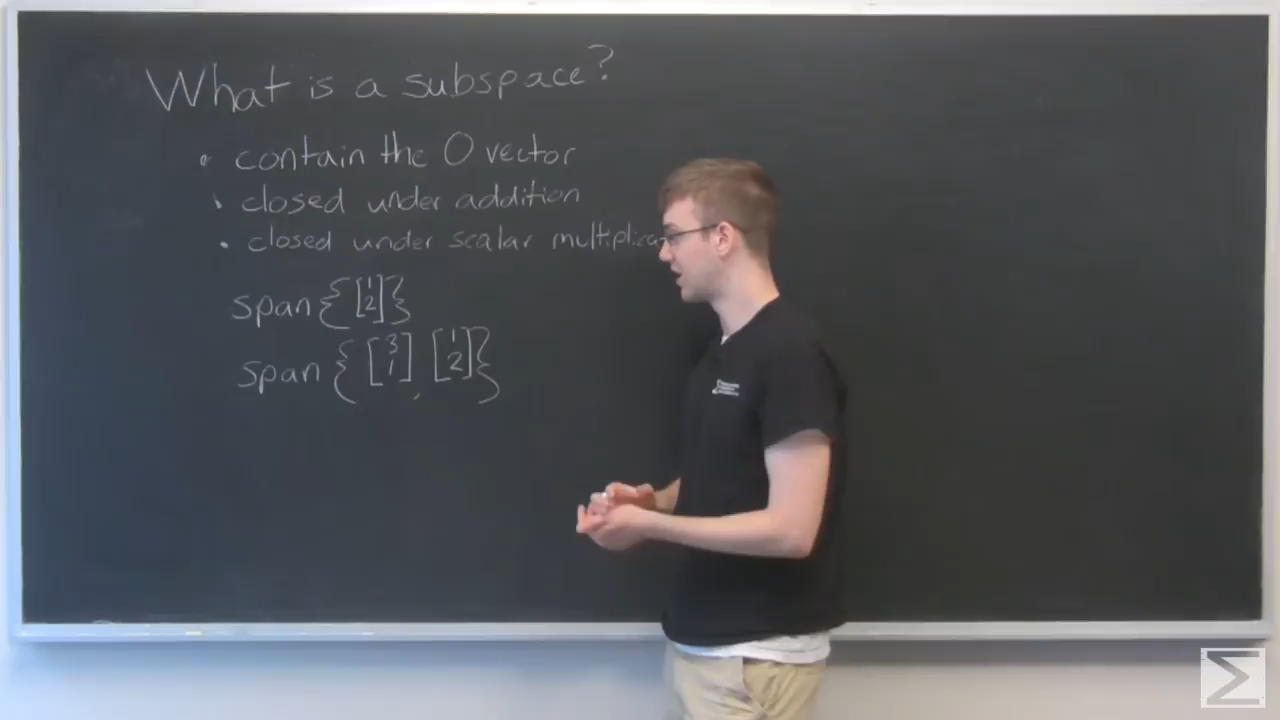 What is a subspace?
• contain the 0 vector
• closed under addition
• closed under scalar
span {[1 2]}
span {[3 1], [1 2]}
Σ